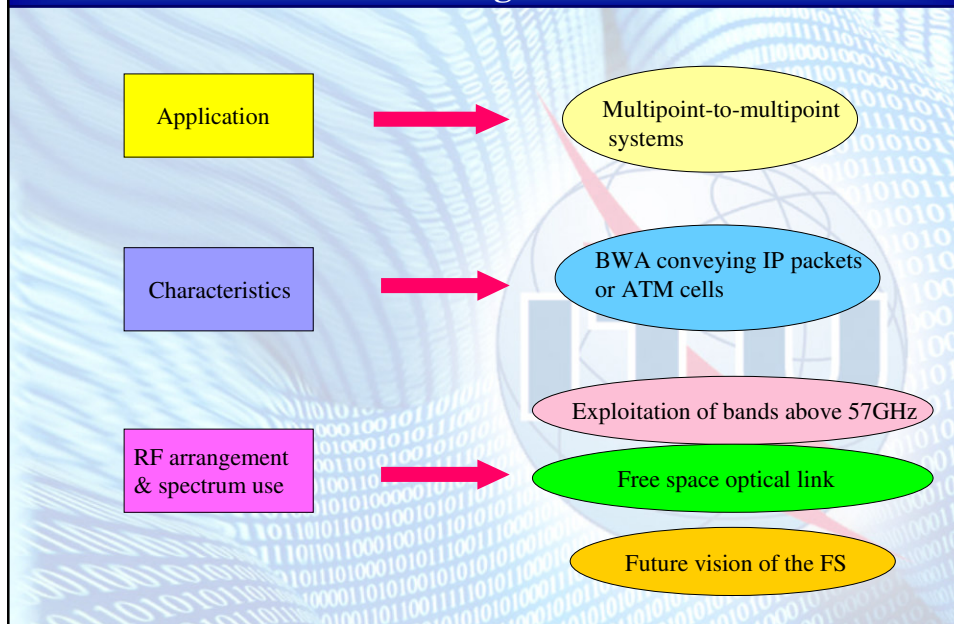 Application
Multipoint-to-multipoint
systems
Characteristics
BWA conveying IP packets
or ATM cells
RF arrangement
& spectrum use
Exploitation of bands above 57GHz
Free space optical link
Future vision of the FS
ITU